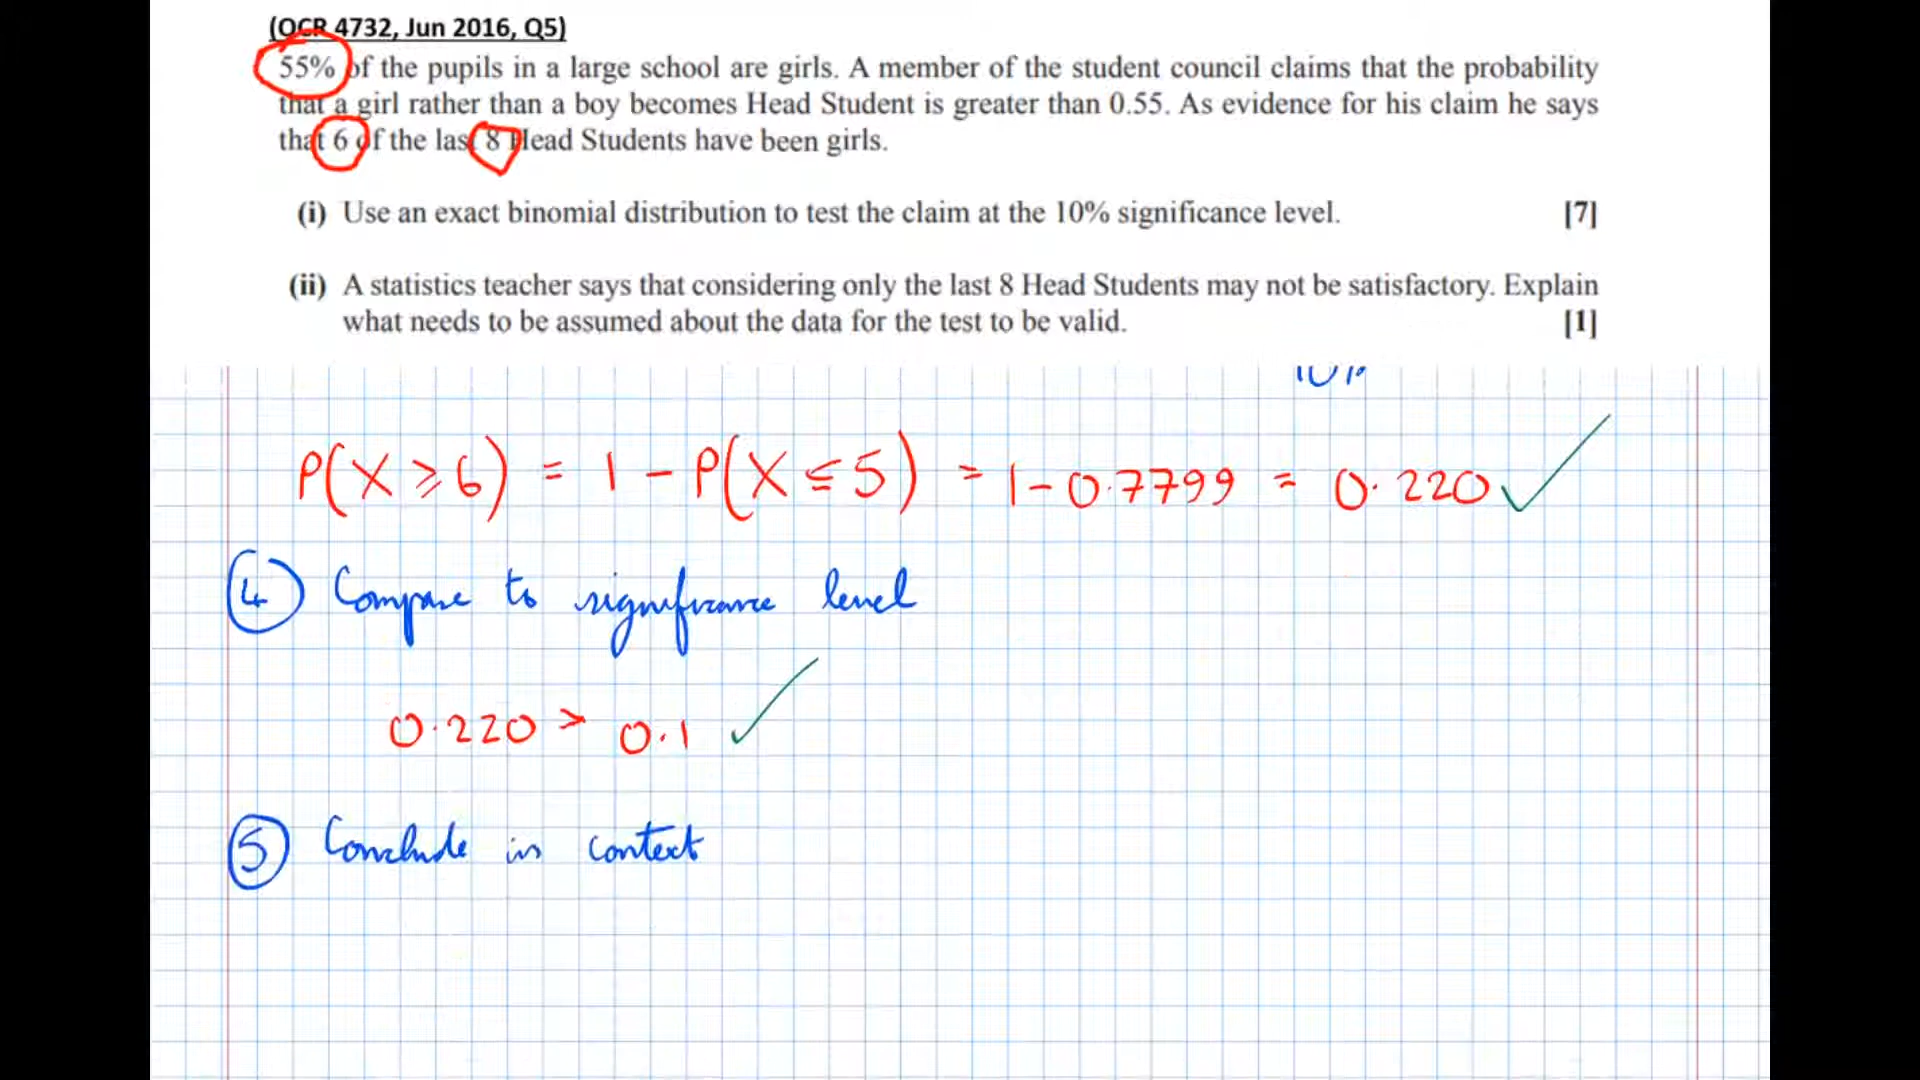 (OCR 4732, Jun 2016, Q5)
55% of the pupils in a large school are girls. A member of the student council claims that the probability
that a girl rather than a boy becomes Head Student is greater than 0.55. As evidence for his claim he says
that 6 of the last 8 Head Students have been girls.
(i) Use an exact binomial distribution to test the claim at the 10% significance level. [7]
(ii) A statistics teacher says that considering only the last 8 Head Students may not be satisfactory. Explain
what needs to be assumed about the data for the test to be valid. [1]
P(X ⩾ 6) = 1 - P(X ≤ 5) = 1 - 0.7799 = 0.220 ✓
④ Compare to significance level
0.220 > 0.1 ✓
⑤ Conclude in context